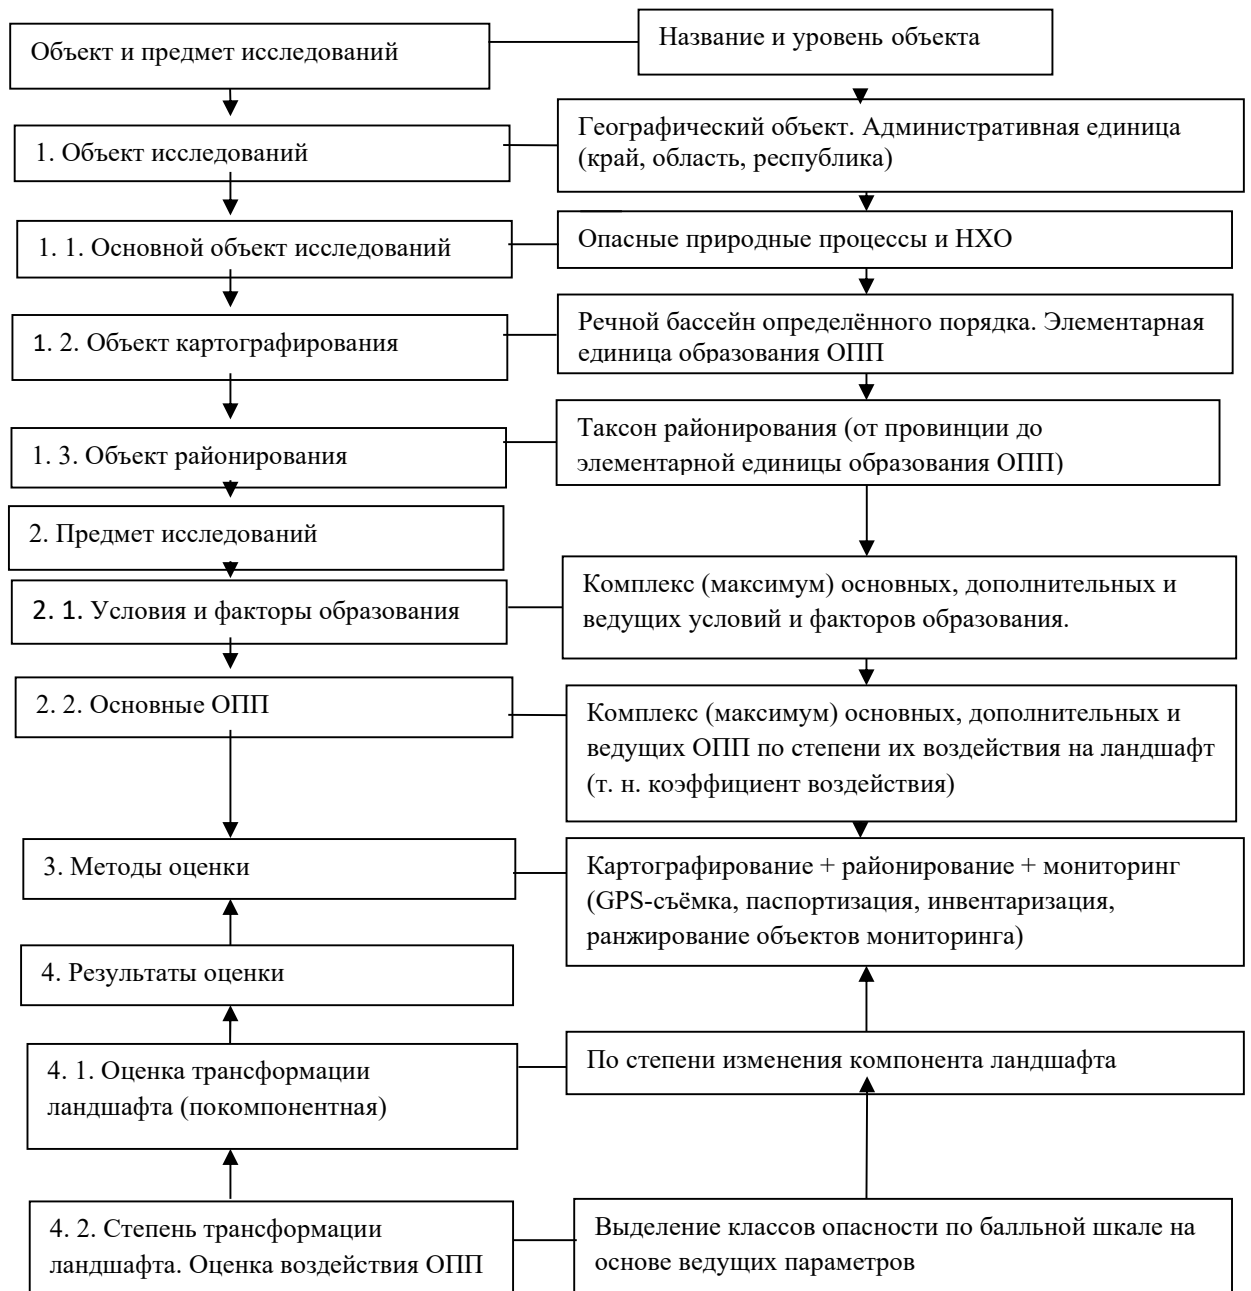 Объект и предмет исследований
Название и уровень объекта
1. Объект исследований
Географический объект. Административная единица
(край, область, республика)
1. 1. Основной объект исследований
Опасные природные процессы и НХО
1. 2. Объект картографирования
Речной бассейн определённого порядка. Элементарная
единица образования ОПП
1. 3. Объект районирования
Таксон районирования (от провинции до
элементарной единицы образования ОПП)
2. Предмет исследований
2. 1. Условия и факторы образования
Комплекс (максимум) основных, дополнительных и
ведущих условий и факторов образования.
2. 2. Основные ОПП
Комплекс (максимум) основных, дополнительных и
ведущих ОПП по степени их воздействия на ландшафт
(т. н. коэффициент воздействия)
3. Методы оценки
Картографирование + районирование + мониторинг
(GPS-съёмка, паспортизация, инвентаризация,
ранжирование объектов мониторинга)
4. Результаты оценки
4. 1. Оценка трансформации
ландшафта (покомпонентная)
По степени изменения компонента ландшафта
4. 2. Степень трансформации
ландшафта. Оценка воздействия ОПП
Выделение классов опасности по балльной шкале на
основе ведущих параметров